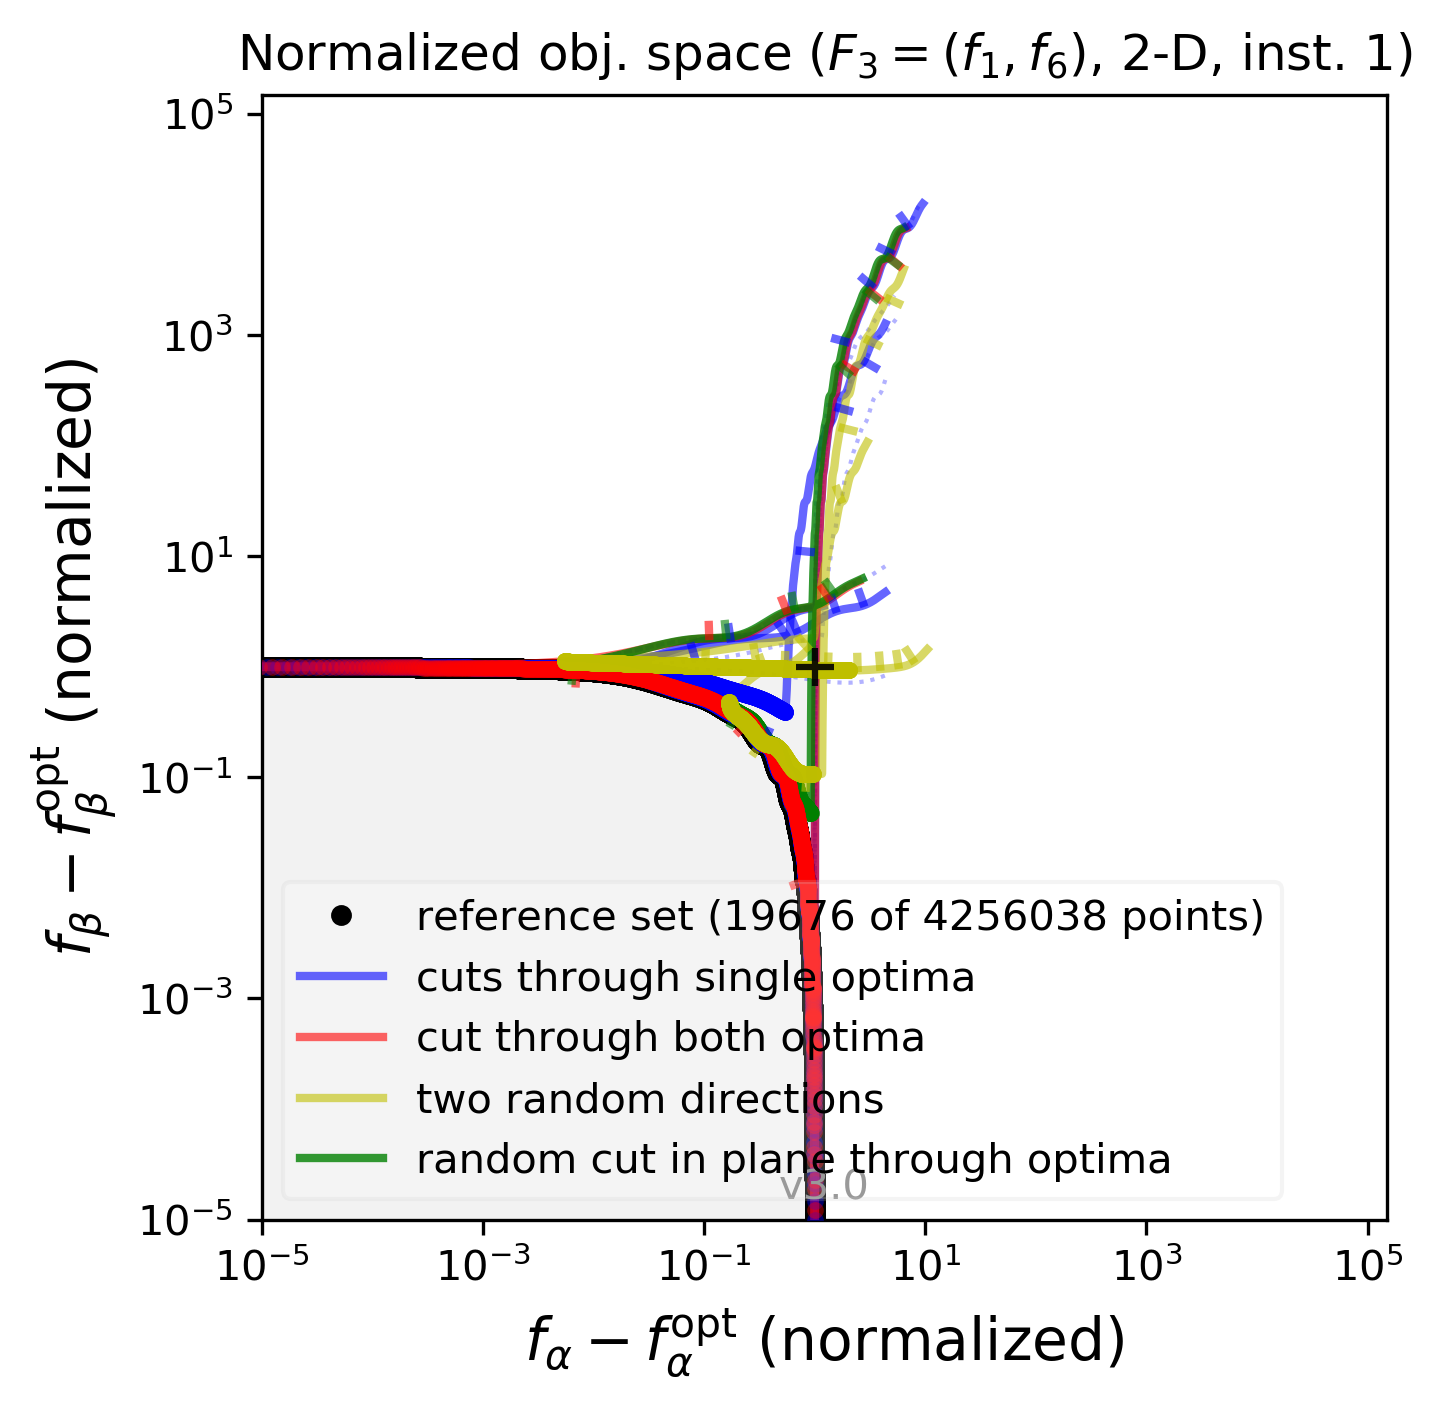 Normalized obj. space (F₃ = (f₁, f₆), 2-D, inst. 1)
10⁵
10³
10¹
10⁻¹
10⁻³
10⁻⁵
f_β − f_β^opt (normalized)
reference set (19676 of 4256038 points)
cuts through single optima
cut through both optima
two random directions
random cut in plane through optima
v3.0
10⁻⁵ 10⁻³ 10⁻¹ 10¹ 10³ 10⁵
f_α − f_α^opt (normalized)